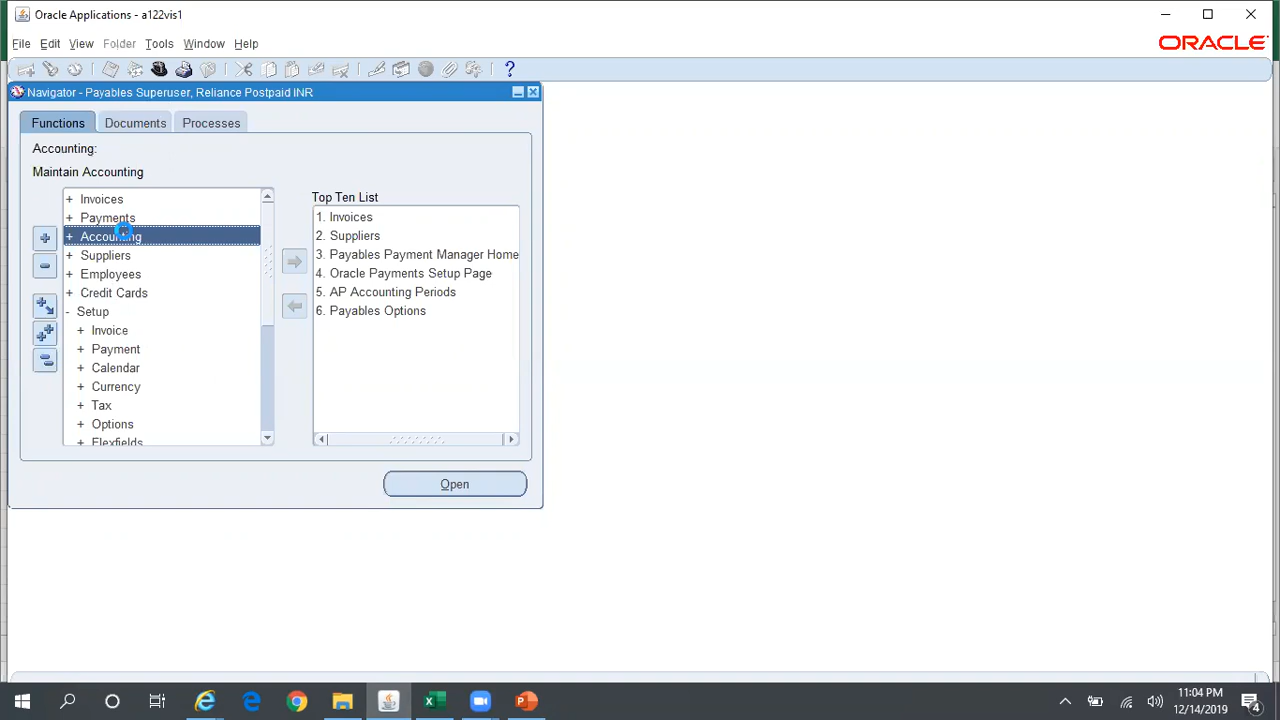 Oracle Applications - a122vis1
File Edit View Folder Tools Window Help
ORACLE
?
Navigator - Payables Superuser, Reliance Postpaid INR
Functions Documents Processes
Accounting:
Maintain Accounting
+ Invoices
+ Payments
+ Accounting
+ Suppliers
+ Employees
+ Credit Cards
- Setup
+ Invoice
+ Payment
+ Calendar
+ Currency
+ Tax
+ Options
+ Flexfields
Top Ten List
1. Invoices
2. Suppliers
3. Payables Payment Manager Home
4. Oracle Payments Setup Page
5. AP Accounting Periods
6. Payables Options
Open
11:04 PM
12/14/2019
4